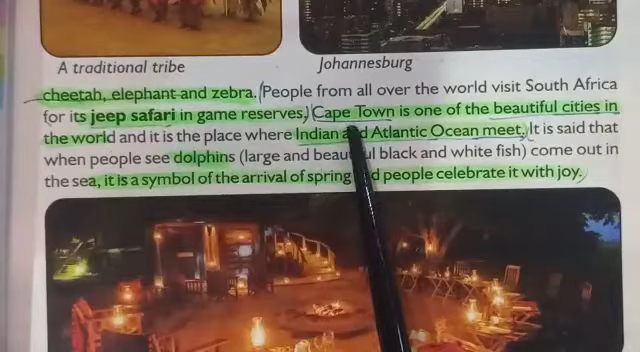 A traditional tribe
Johannesburg
cheetah, elephant and zebra. People from all over the world visit South Africa
for its jeep safari in game reserves. Cape Town is one of the beautiful cities in
the world and it is the place where Indian and Atlantic Ocean meet. It is said that
when people see dolphins (large and beautiful black and white fish) come out in
the sea, it is a symbol of the arrival of spring and people celebrate it with joy.